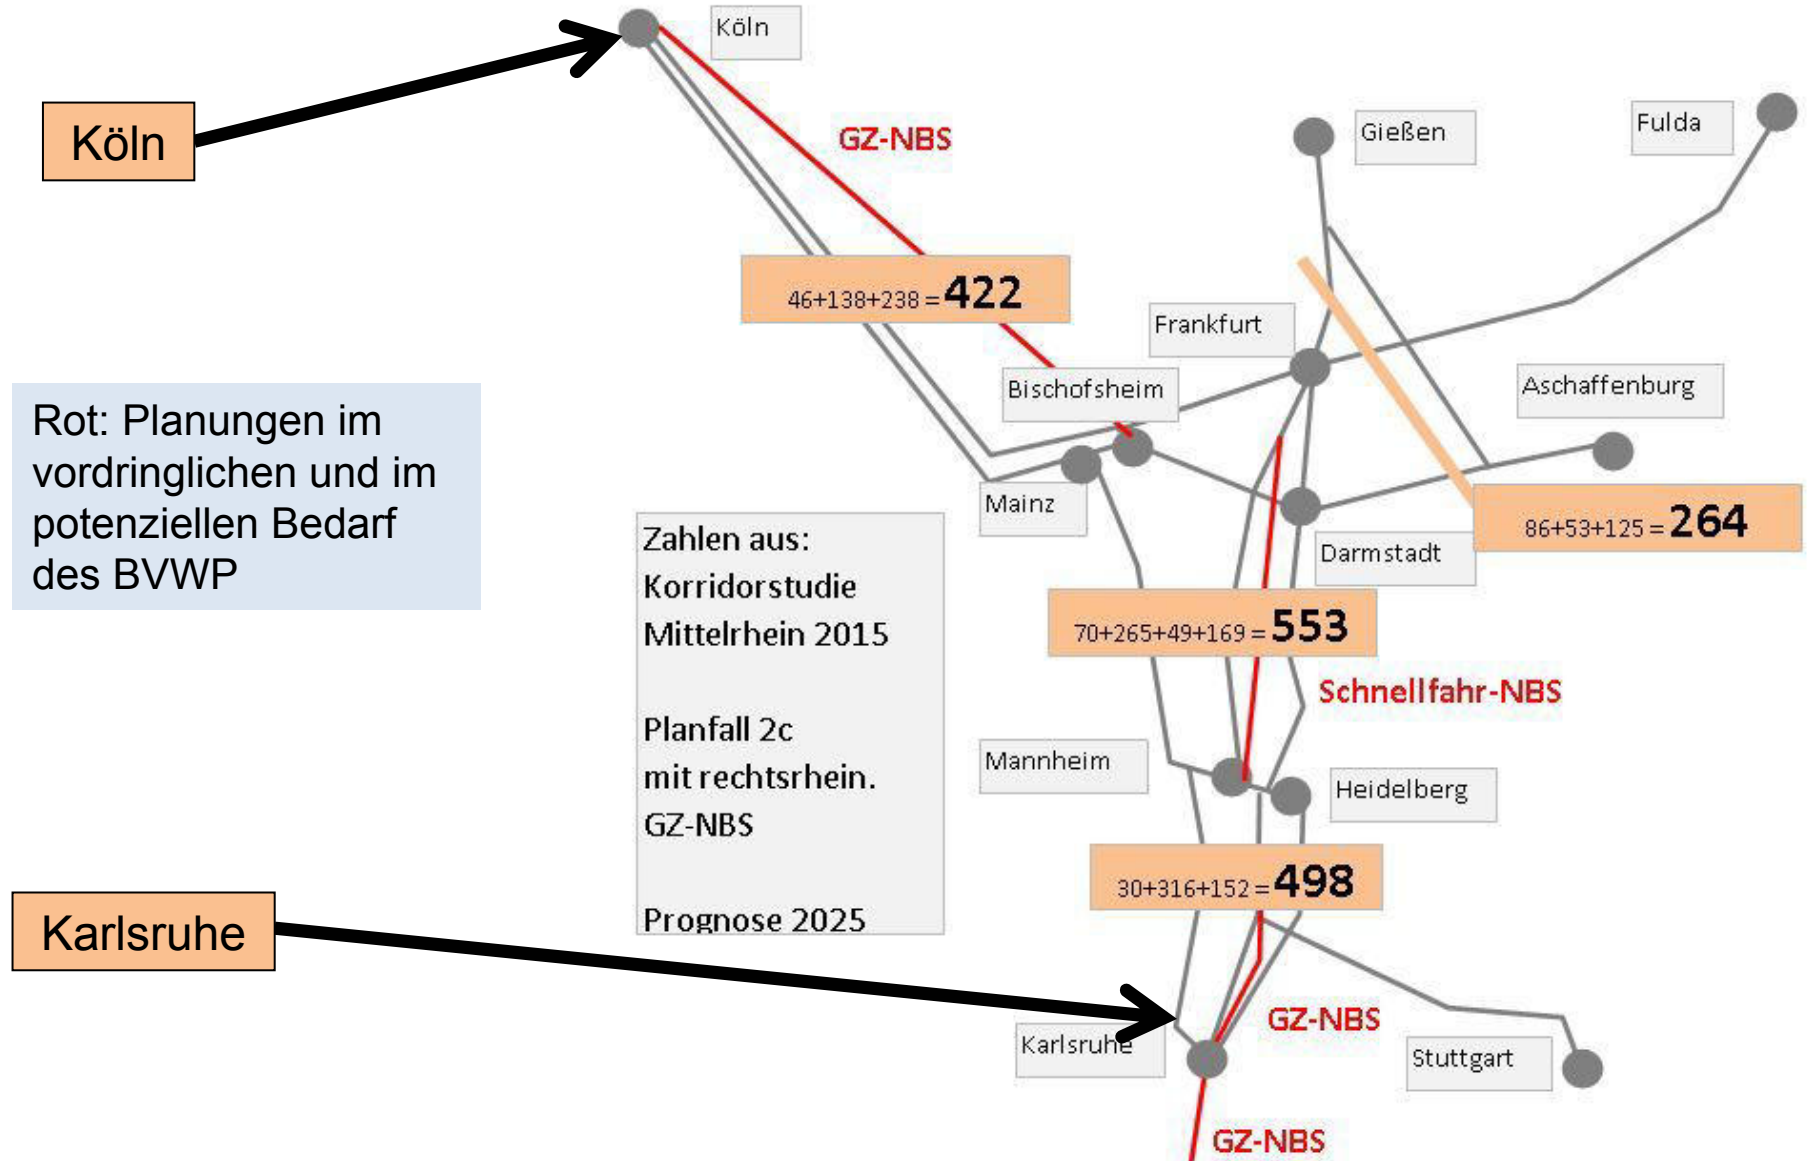 Köln
Köln
GZ-NBS
Gießen
Fulda
46+138+238 = 422
Frankfurt
Bischofsheim
Aschaffenburg
Rot: Planungen im
vordringlichen und im
potenziellen Bedarf
des BVWP
Mainz
86+53+125 = 264
Zahlen aus:
Korridorstudie
Mittelrhein 2015
Planfall 2c
mit rechtsrhein.
GZ-NBS
Prognose 2025
Darmstadt
70+265+49+169 = 553
Schnellfahr-NBS
Mannheim
Heidelberg
30+316+152 = 498
Karlsruhe
GZ-NBS
Karlsruhe
Stuttgart
GZ-NBS